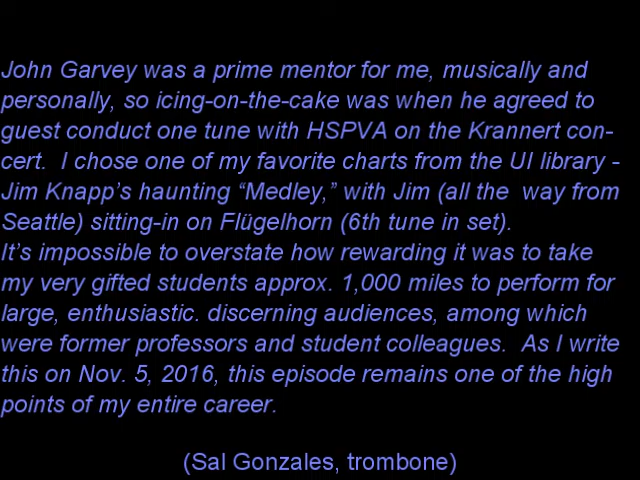 John Garvey was a prime mentor for me, musically and
personally, so icing-on-the-cake was when he agreed to
guest conduct one tune with HSPVA on the Krannert con-
cert.  I chose one of my favorite charts from the UI library -
Jim Knapp's haunting “Medley,” with Jim (all the  way from
Seattle) sitting-in on Flügelhorn (6th tune in set).
It's impossible to overstate how rewarding it was to take
my very gifted students approx. 1,000 miles to perform for
large, enthusiastic. discerning audiences, among which
were former professors and student colleagues.  As I write
this on Nov. 5, 2016, this episode remains one of the high
points of my entire career.
(Sal Gonzales, trombone)